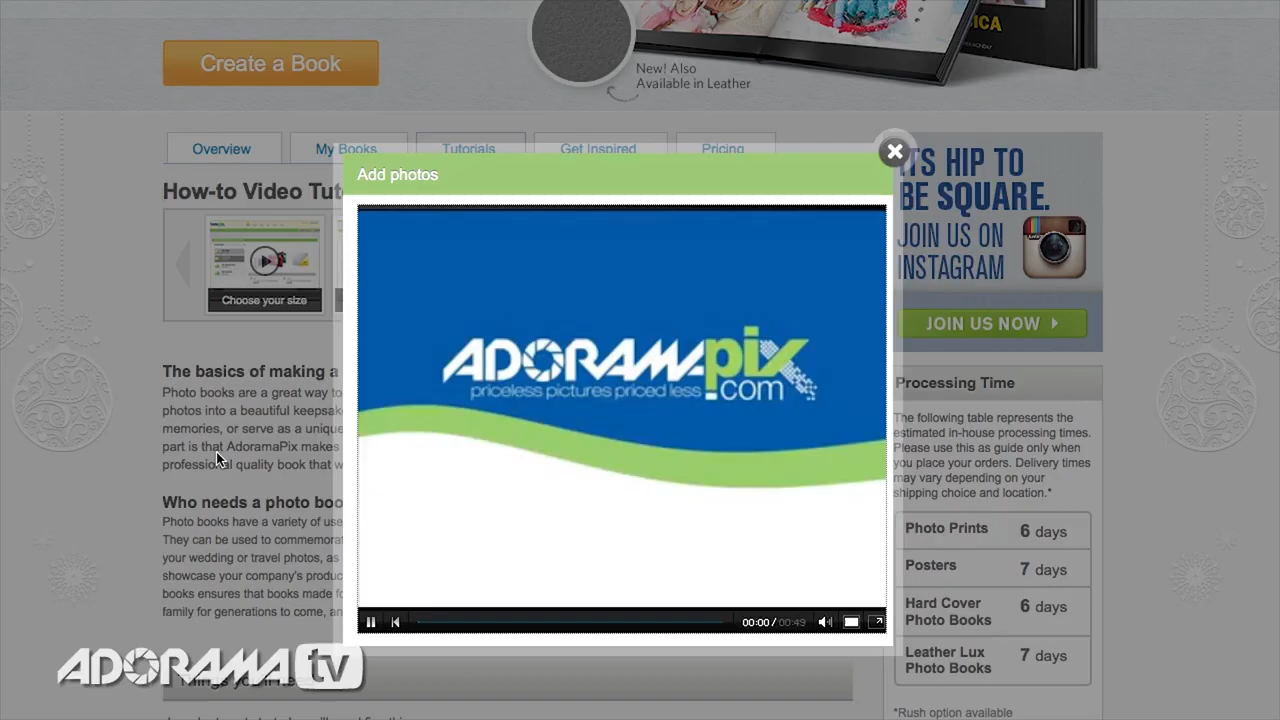 ICA
Create a Book
New! Also
Available in Leather
Overview
My Books
Tutorials
Get Inspired
Pricing
How-to Video Tut
Choose your size
Add photos
ADORAMApix
.com
priceless pictures priced less
00:00 / 00:49
IT'S HIP TO
BE SQUARE.
JOIN US ON
INSTAGRAM
JOIN US NOW
The basics of making a
Photo books are a great way to
photos into a beautiful keepsak
memories, or serve as a unique
part is that AdoramaPix makes
professional quality book that w
Who needs a photo boo
Photo books have a variety of use
They can be used to commemorat
your wedding or travel photos, as
showcase your company's produc
books ensures that books made fo
family for generations to come, an
Processing Time
The following table represents the
estimated in-house processing times.
Please use this as guide only when
you place your orders. Delivery times
may vary depending on your
shipping choice and location.*
Photo Prints 6 days
Posters 7 days
Hard Cover
Photo Books 6 days
Leather Lux
Photo Books 7 days
*Rush option available
ADORAMA tv